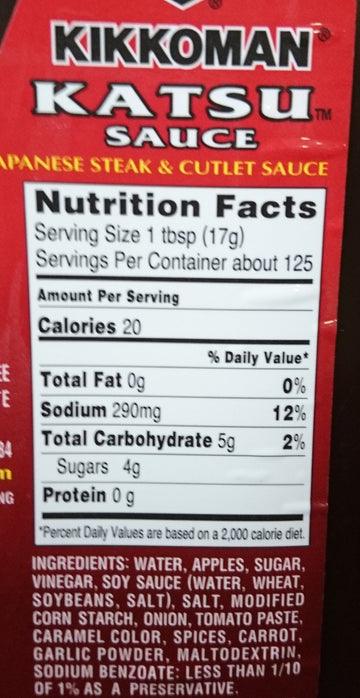 KIKKOMAN®
KATSU™
SAUCE
APANESE STEAK & CUTLET SAUCE
Nutrition Facts
Serving Size 1 tbsp (17g)
Servings Per Container about 125
Amount Per Serving
Calories 20
% Daily Value*
Total Fat 0g 0%
Sodium 290mg 12%
Total Carbohydrate 5g 2%
Sugars 4g
Protein 0 g
*Percent Daily Values are based on a 2,000 calorie diet.
INGREDIENTS: WATER, APPLES, SUGAR,
VINEGAR, SOY SAUCE (WATER, WHEAT,
SOYBEANS, SALT), SALT, MODIFIED
CORN STARCH, ONION, TOMATO PASTE,
CARAMEL COLOR, SPICES, CARROT,
GARLIC POWDER, MALTODEXTRIN,
SODIUM BENZOATE: LESS THAN 1/10
OF 1% AS A PRESERVATIVE.